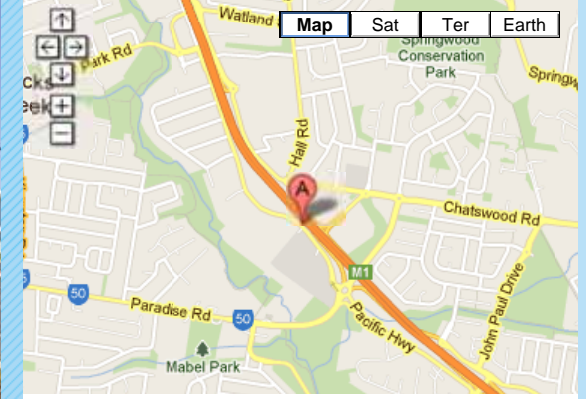 Watland
Map
Sat
Ter
Earth
Park Rd
Springwood
Conservation
Park
Hall Rd
A
Chatswood Rd
M1
50
Paradise Rd
50
Pacific Hwy
John Paul Drive
Mabel Park